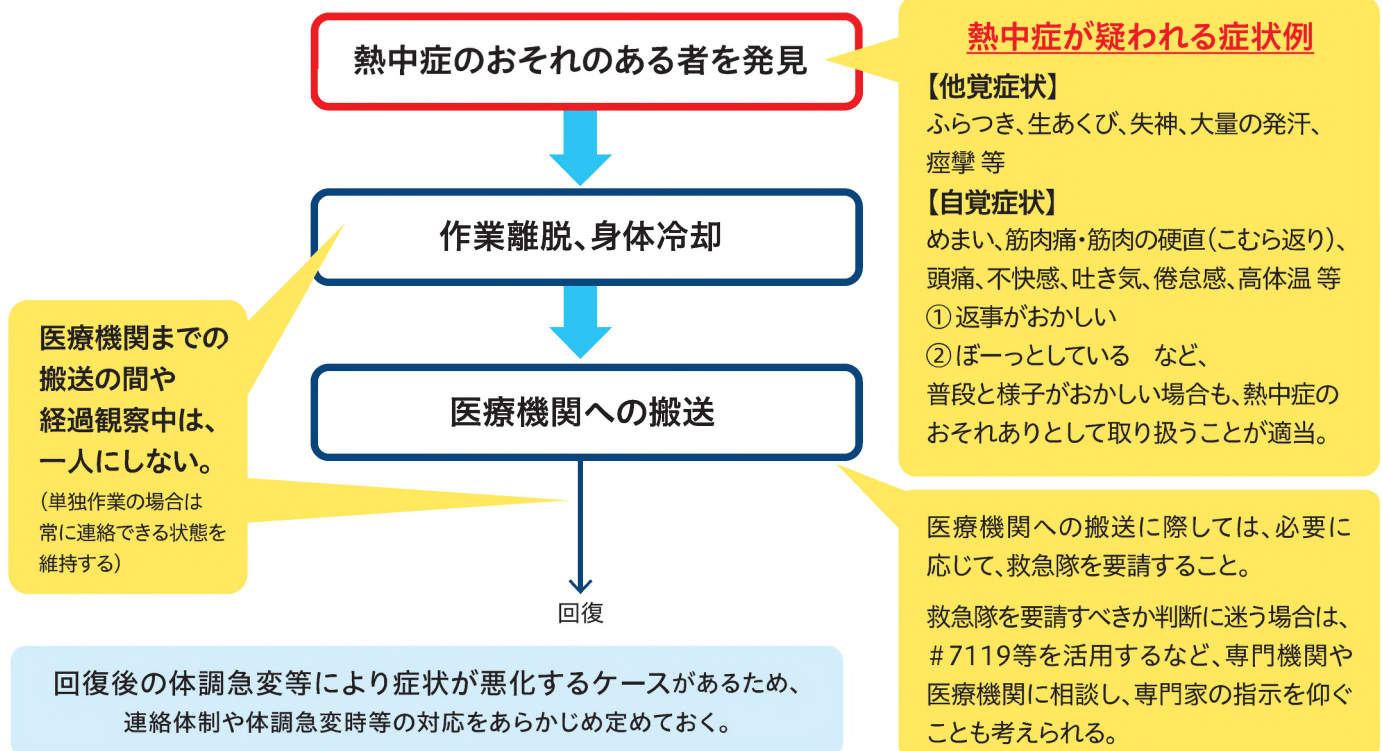 熱中症のおそれのある者を発見
熱中症が疑われる症状例
【他覚症状】
ふらつき、生あくび、失神、大量の発汗、
痙攣 等
【自覚症状】
めまい、筋肉痛・筋肉の硬直(こむら返り)、
頭痛、不快感、吐き気、倦怠感、高体温 等
①返事がおかしい
②ぼーっとしている　など、
普段と様子がおかしい場合も、熱中症の
おそれありとして取り扱うことが適当。
作業離脱、身体冷却
医療機関までの
搬送の間や
経過観察中は、
一人にしない。
(単独作業の場合は
常に連絡できる状態を
維持する)
医療機関への搬送
医療機関への搬送に際しては、必要に
応じて、救急隊を要請すること。
救急隊を要請すべきか判断に迷う場合は、
#7119等を活用するなど、専門機関や
医療機関に相談し、専門家の指示を仰ぐ
ことも考えられる。
回復
回復後の体調急変等により症状が悪化するケースがあるため、
連絡体制や体調急変時等の対応をあらかじめ定めておく。